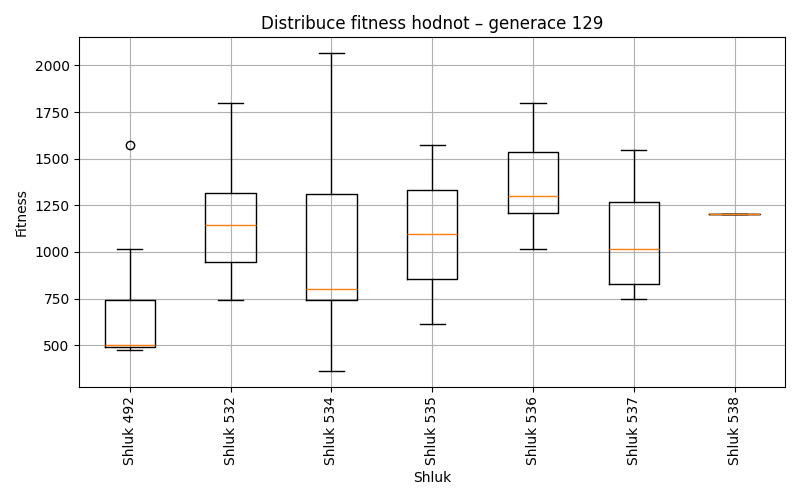 Distribuce fitness hodnot – generace 129
Fitness
2000
1750
1500
1250
1000
750
500
Shluk 492
Shluk 532
Shluk 534
Shluk 535
Shluk 536
Shluk 537
Shluk 538
Shluk